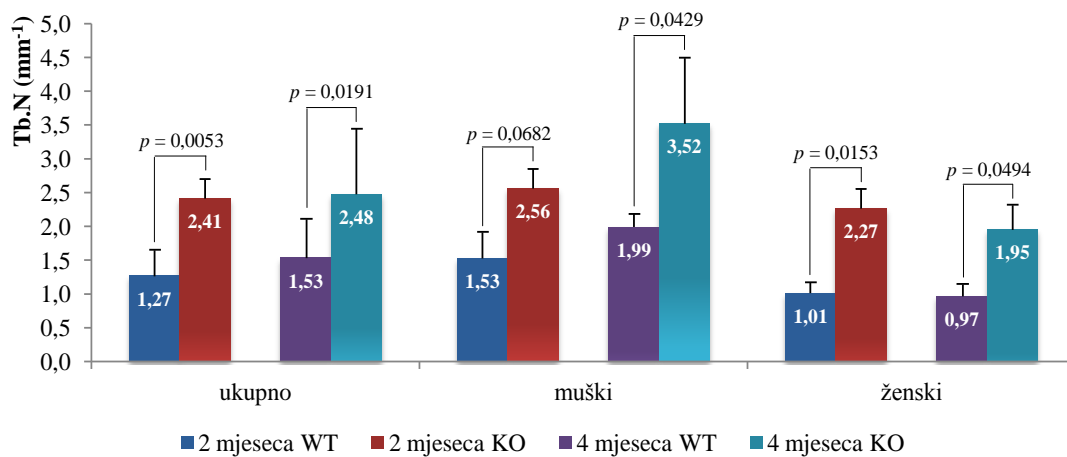 Tb.N (mm⁻¹)
5,0
4,5
4,0
3,5
3,0
2,5
2,0
1,5
1,0
0,5
0,0
p = 0,0053
p = 0,0191
p = 0,0682
p = 0,0429
p = 0,0153
p = 0,0494
1,27
2,41
1,53
2,48
1,53
2,56
1,99
3,52
1,01
2,27
0,97
1,95
ukupno muški ženski
2 mjeseca WT 2 mjeseca KO 4 mjeseca WT 4 mjeseca KO